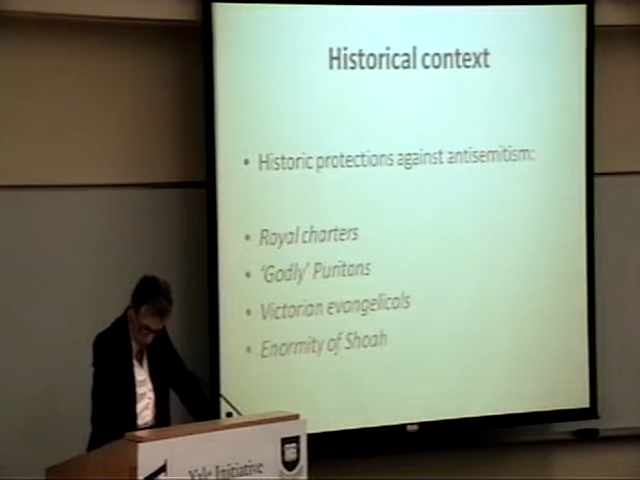 Historical context
• Historic protections against antisemitism:
• Royal charters
• 'Godly' Puritans
• Victorian evangelicals
• Enormity of Shoah
Yale Initiative